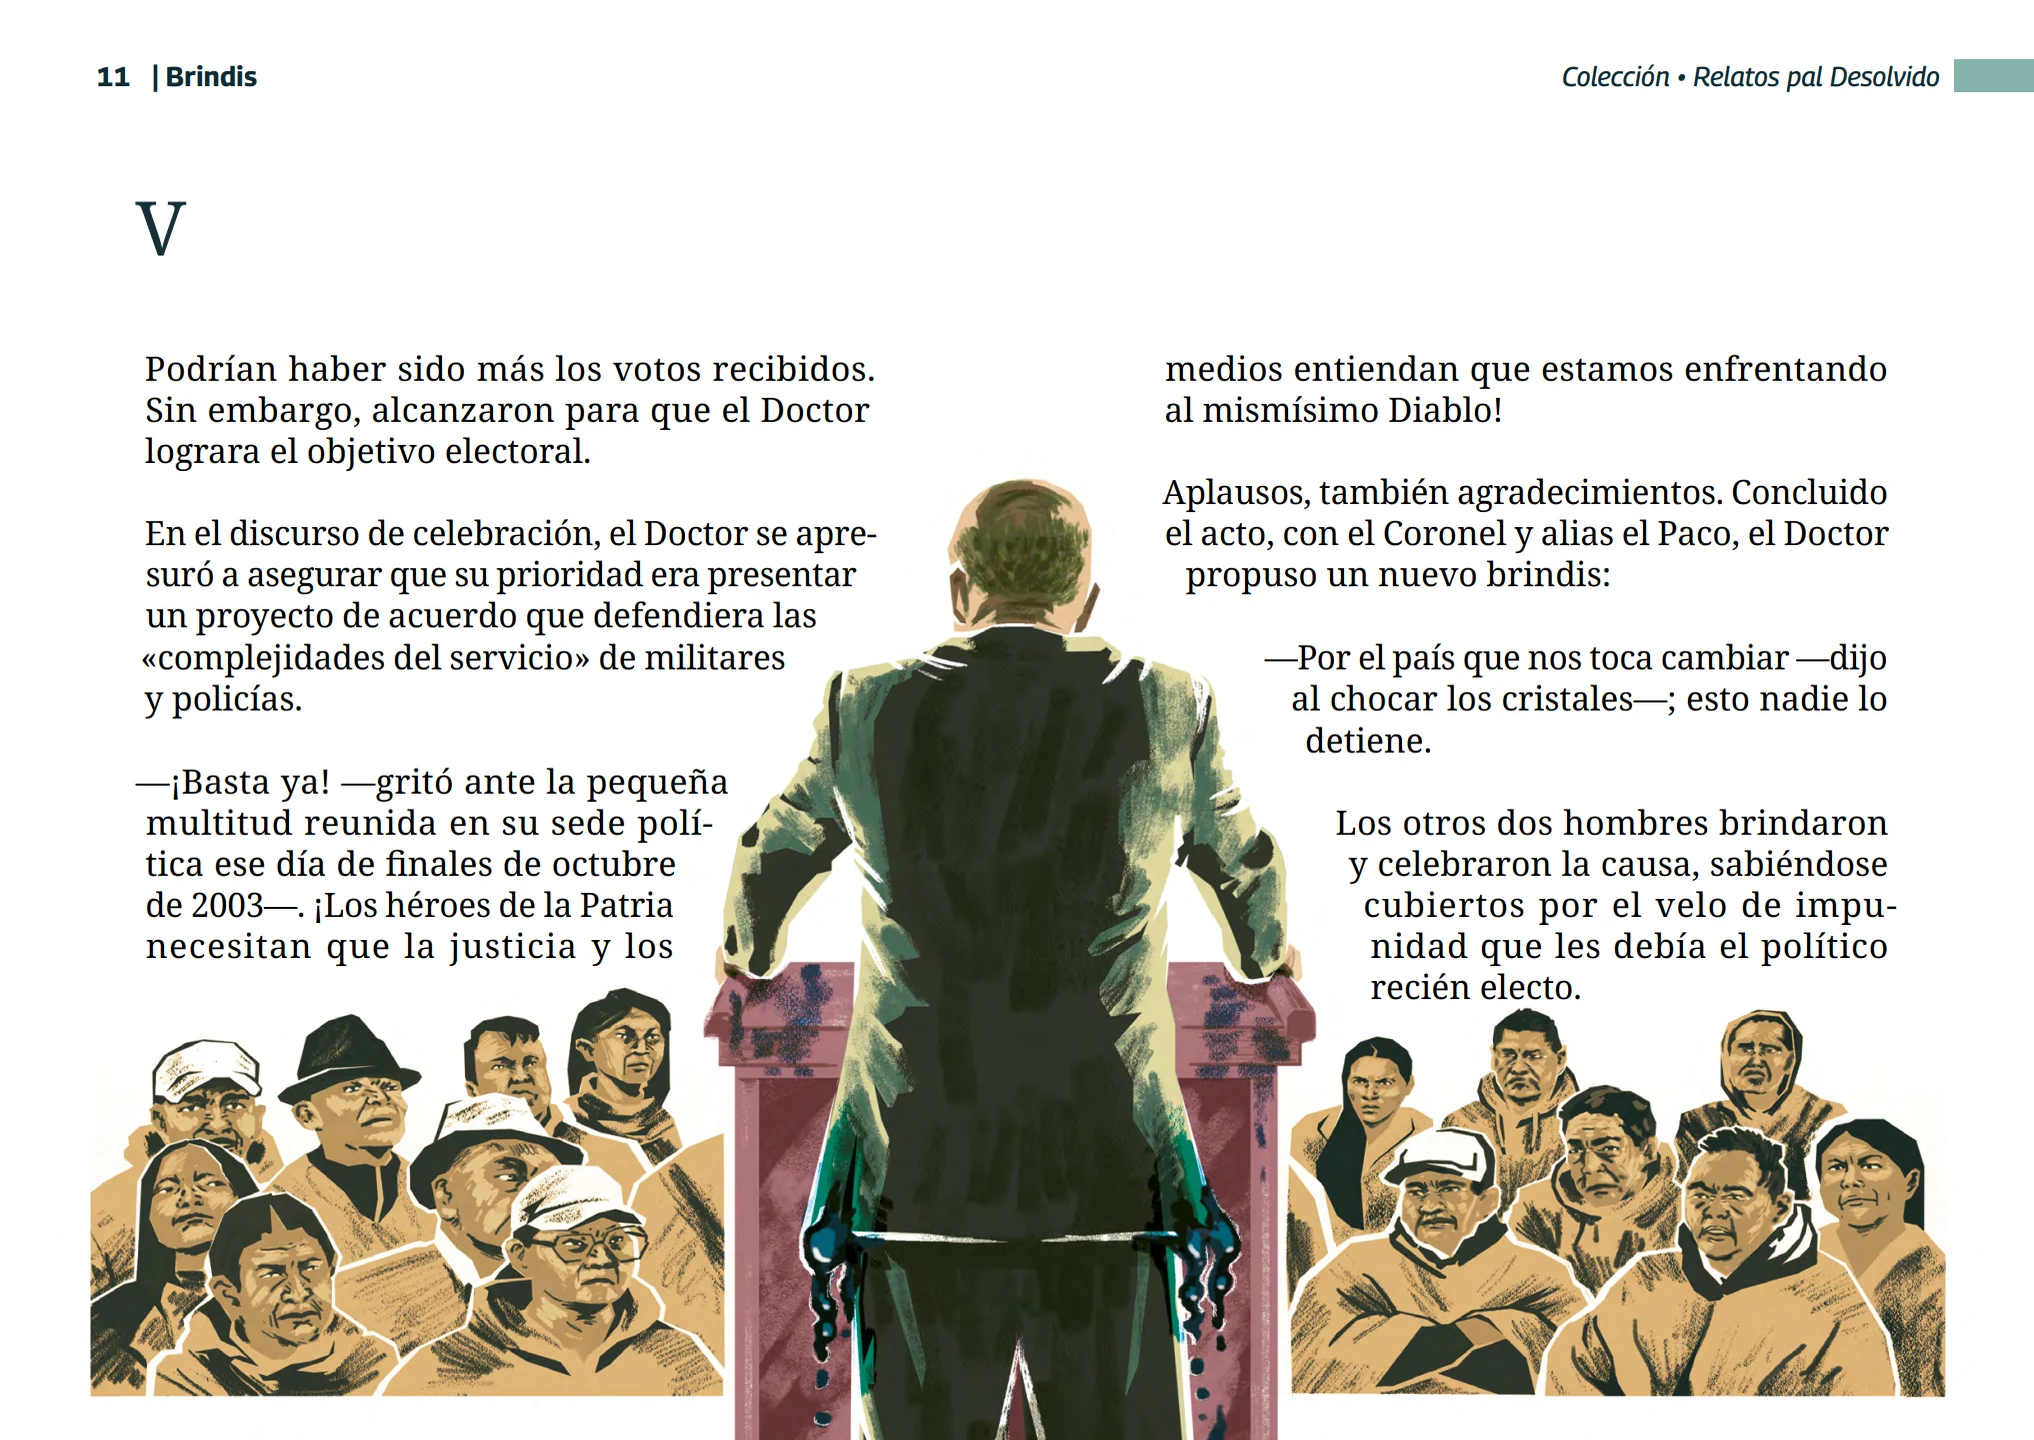 11 | Brindis
Colección • Relatos pal Desolvido
V
Podrían haber sido más los votos recibidos.
Sin embargo, alcanzaron para que el Doctor
lograra el objetivo electoral.
En el discurso de celebración, el Doctor se apre-
suró a asegurar que su prioridad era presentar
un proyecto de acuerdo que defendiera las
«complejidades del servicio» de militares
y policías.
—¡Basta ya! —gritó ante la pequeña
multitud reunida en su sede polí-
tica ese día de finales de octubre
de 2003—. ¡Los héroes de la Patria
necesitan que la justicia y los
medios entiendan que estamos enfrentando
al mismísimo Diablo!
Aplausos, también agradecimientos. Concluido
el acto, con el Coronel y alias el Paco, el Doctor
propuso un nuevo brindis:
—Por el país que nos toca cambiar —dijo
al chocar los cristales—; esto nadie lo
detiene.
Los otros dos hombres brindaron
y celebraron la causa, sabiéndose
cubiertos por el velo de impu-
nidad que les debía el político
recién electo.